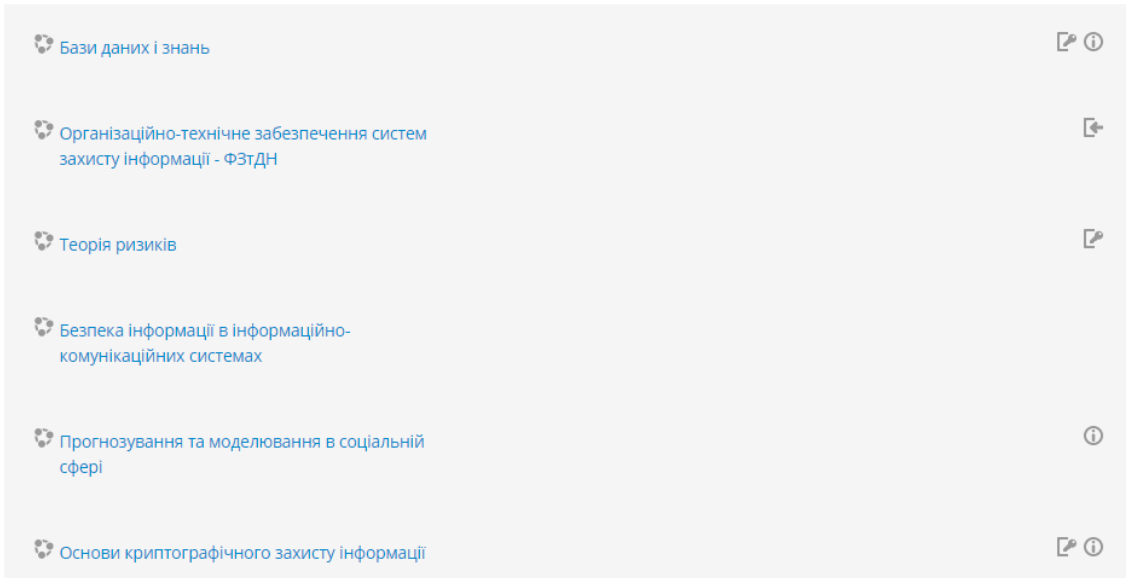 Бази даних і знань
Організаційно-технічне забезпечення систем
захисту інформації - ФЗтДН
Теорія ризиків
Безпека інформації в інформаційно-
комунікаційних системах
Прогнозування та моделювання в соціальній
сфері
Основи криптографічного захисту інформації